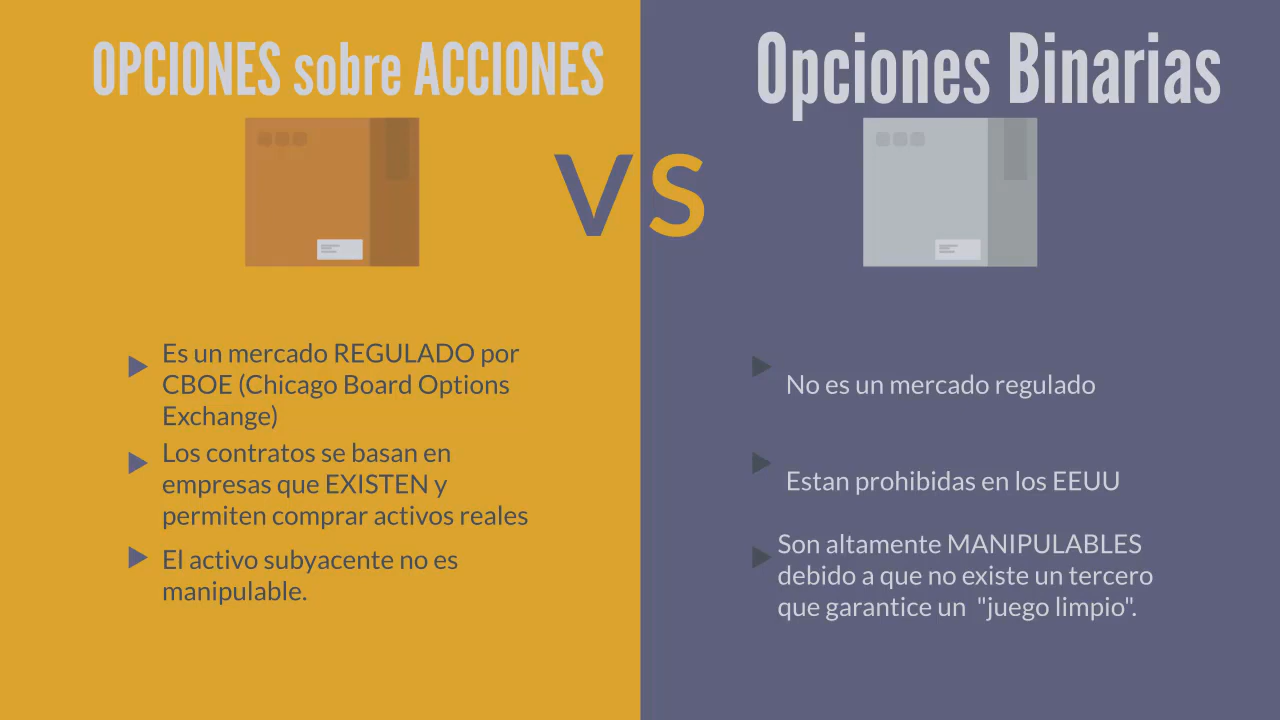 OPCIONES sobre ACCIONES
Opciones Binarias
VS
Es un mercado REGULADO por
CBOE (Chicago Board Options
Exchange)
Los contratos se basan en
empresas que EXISTEN y
permiten comprar activos reales
El activo subyacente no es
manipulable.
No es un mercado regulado
Estan prohibidas en los EEUU
Son altamente MANIPULABLES
debido a que no existe un tercero
que garantice un "juego limpio".